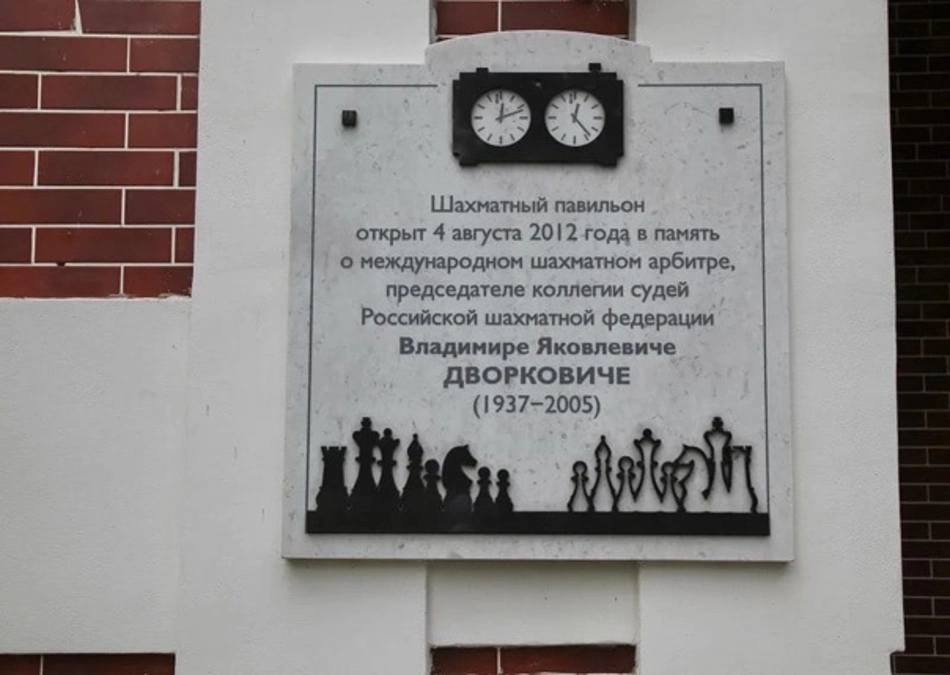 Шахматный павильон
открыт 4 августа 2012 года в память
о международном шахматном арбитре,
председателе коллегии судей
Российской шахматной федерации
Владимире Яковлевиче
ДВОРКОВИЧЕ
(1937–2005)